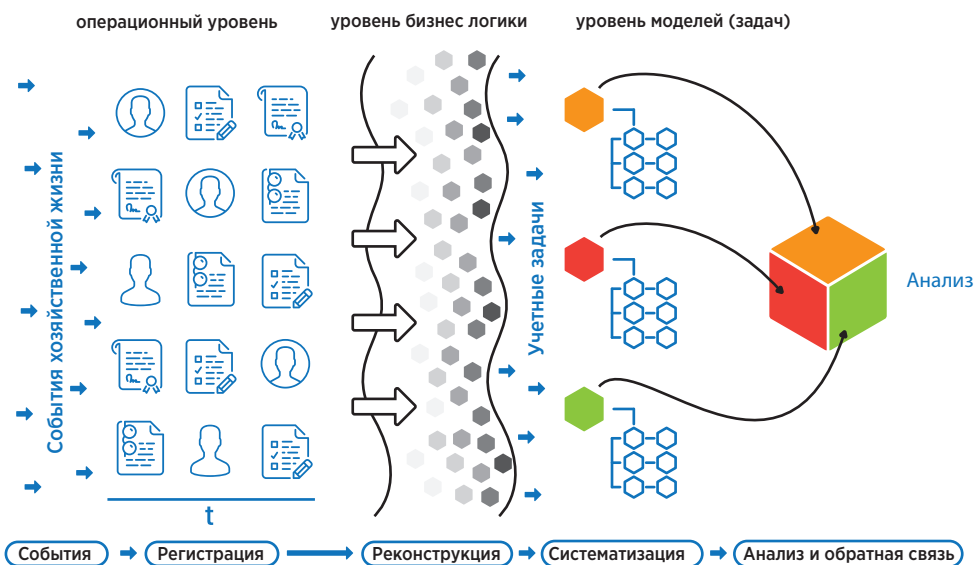 операционный уровень
уровень бизнес логики
уровень моделей (задач)
События хозяйственной жизни
Учетные задачи
Анализ
t
События
Регистрация
Реконструкция
Систематизация
Анализ и обратная связь